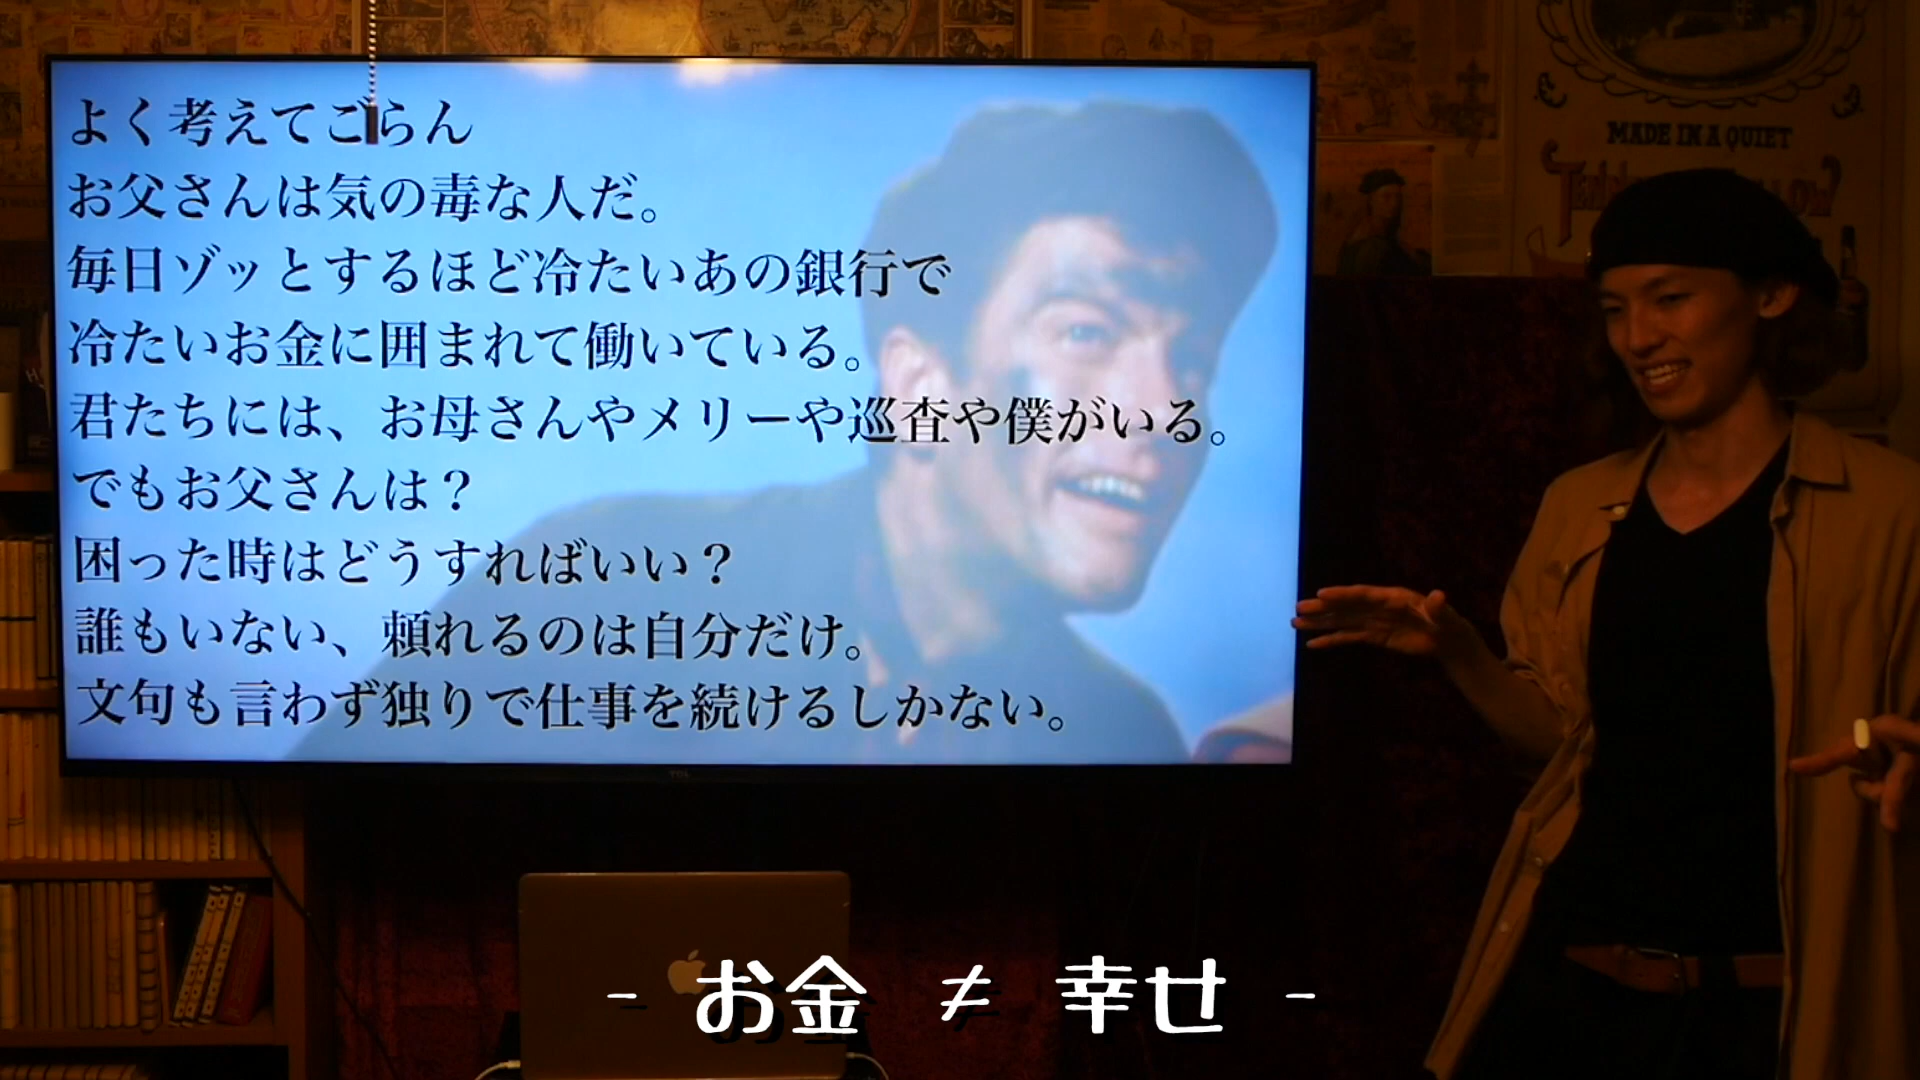 よく考えてごらん
お父さんは気の毒な人だ。
毎日ゾッとするほど冷たいあの銀行で
冷たいお金に囲まれて働いている。
君たちには、お母さんやメリーや巡査や僕がいる。
でもお父さんは？
困った時はどうすればいい？
誰もいない、頼れるのは自分だけ。
文句も言わず独りで仕事を続けるしかない。
TCL
MADE IN A QUIET
- お金 ≠ 幸せ -